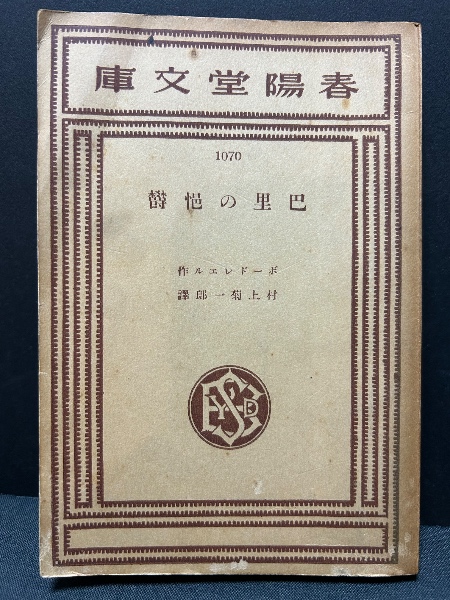 春陽堂文庫
1070
巴里の悒鬱
ボードレエル作
村上菊一郎譯